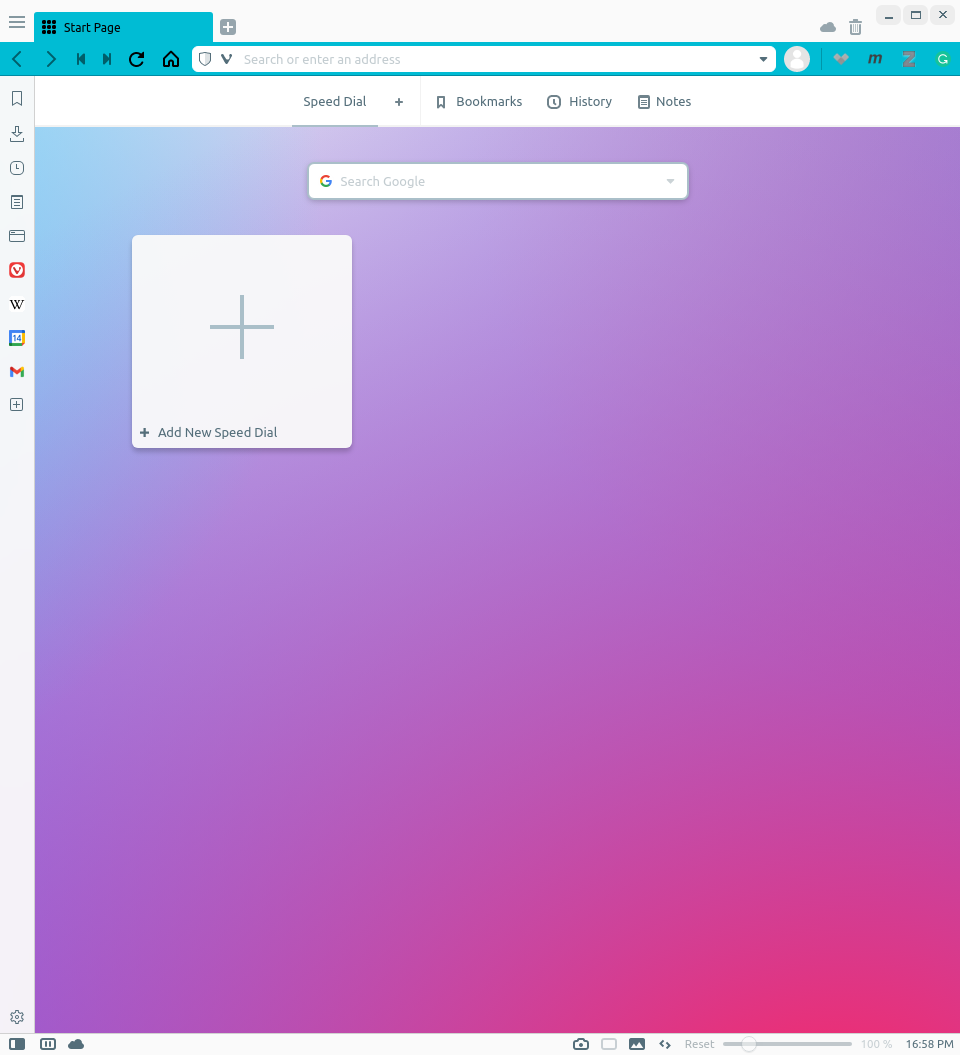 Start Page
Search or enter an address
m
Z
G
Speed Dial
Bookmarks
History
Notes
Search Google
W
14
Add New Speed Dial
Reset
100 %
16:58 PM